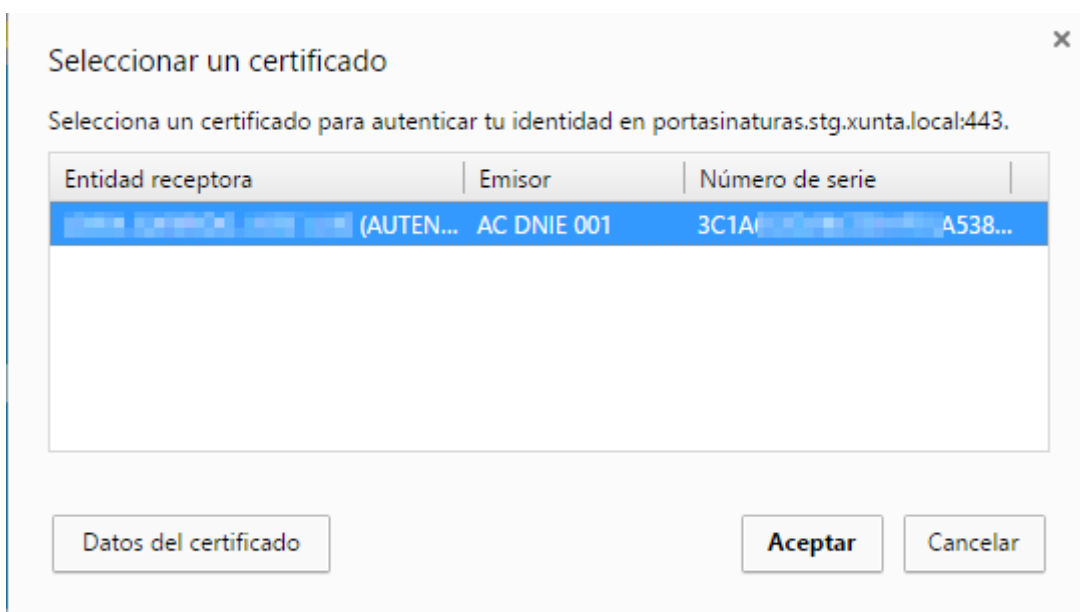 Seleccionar un certificado
Selecciona un certificado para autenticar tu identidad en portasinaturas.stg.xunta.local:443.
Entidad receptora Emisor Número de serie
(AUTEN... AC DNIE 001 3C1A A538...
Datos del certificado Aceptar Cancelar